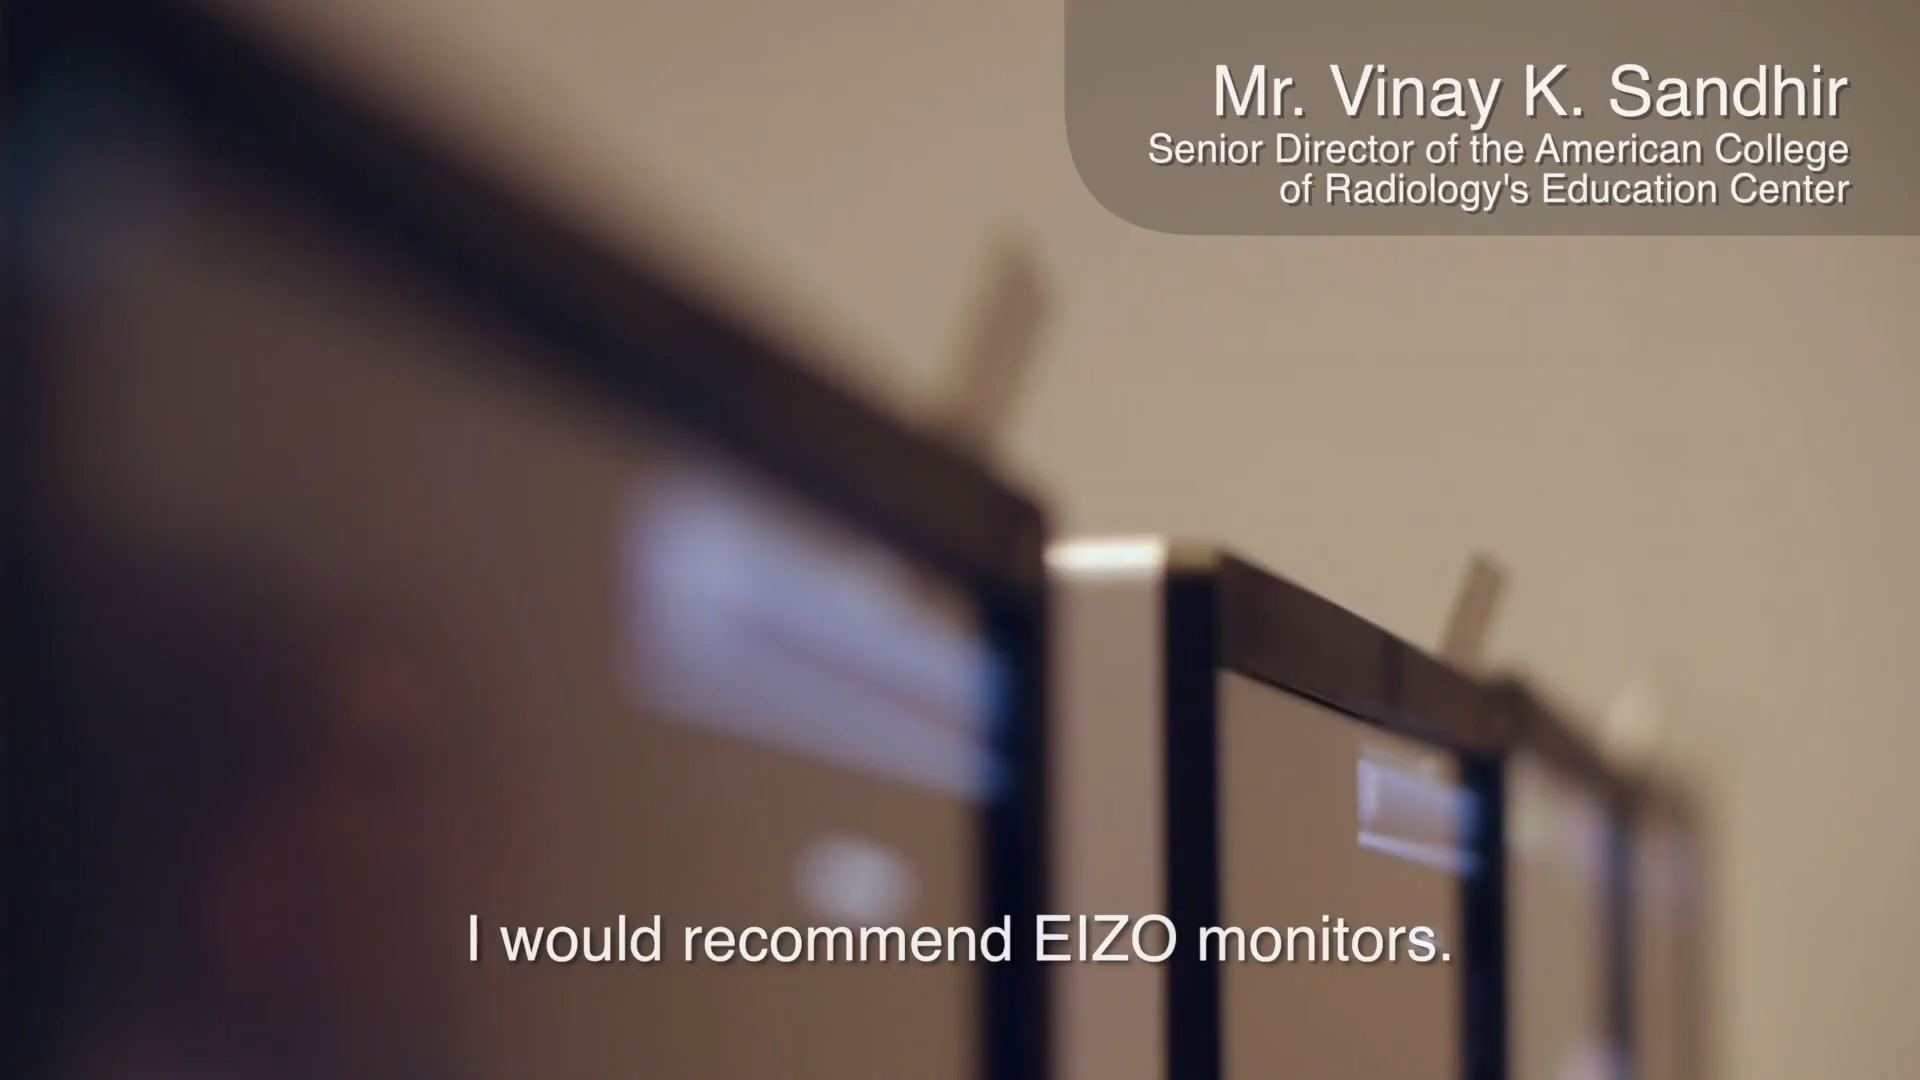 Mr. Vinay K. Sandhir
Senior Director of the American College
of Radiology's Education Center
I would recommend EIZO monitors.